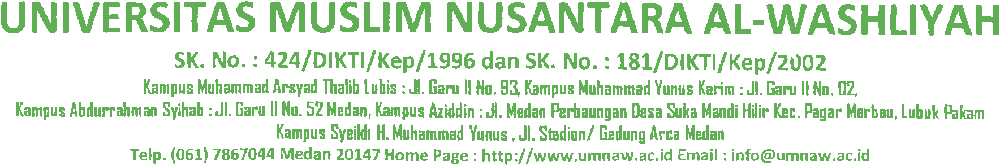 UNIVERSITAS MUSLIM NUSANTARA AL-WASHLIYAH
SK. No. : 424/DIKTI/Kep/1996 dan SK. No. : 181/DIKTI/Kep/2002
Kampus Muhammad Arsyad Thalib Lubis : Jl. Garu II No. 93, Kampus Muhammad Yunus Karim : Jl. Garu II No. 02,
Kampus Abdurrahman Syihab : Jl. Garu II No. 52 Medan, Kampus Aziddin : Jl. Medan Perbaungan Desa Suka Mandi Hilir Kec. Pagar Merbau, Lubuk Pakam
Kampus Syeikh H. Muhammad Yunus , Jl. Stadion/ Gedung Arca Medan
Telp. (061) 7867044 Medan 20147 Home Page : http://www.umnaw.ac.id Email : info@umnaw.ac.id